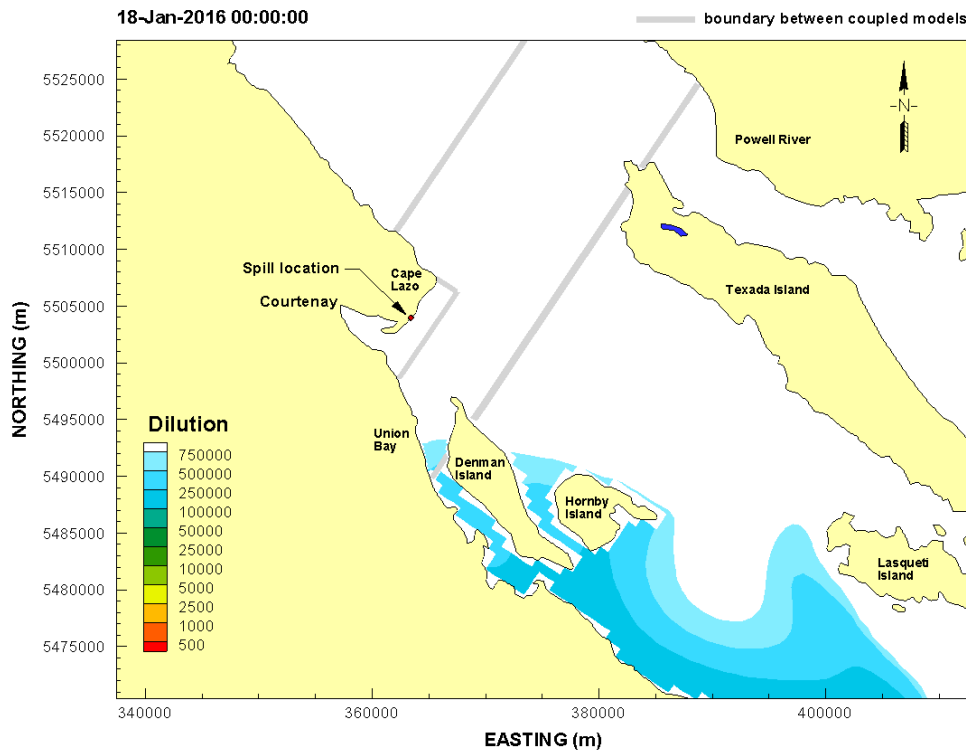 18-Jan-2016 00:00:00
boundary between coupled models
NORTHING (m)
5525000
5520000
5515000
5510000
5505000
5500000
5495000
5490000
5485000
5480000
5475000
-N-
Powell River
Spill location
Cape
Lazo
Courtenay
Texada Island
Dilution
750000
500000
250000
100000
50000
25000
10000
5000
2500
1000
500
Union
Bay
Denman
Island
Hornby
Island
Lasqueti
Island
340000
360000
380000
400000
EASTING (m)